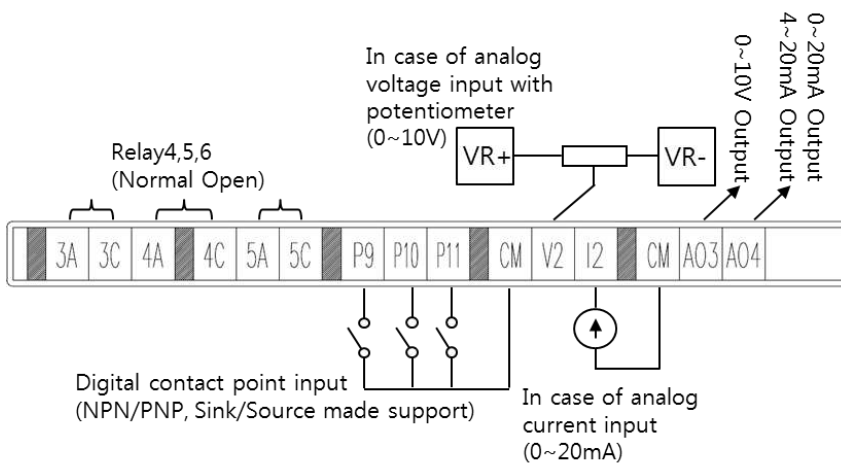 In case of analog
voltage input with
potentiometer
(0~10V)
VR+
VR-
0~10V Output
0~20mA Output
4~20mA Output
Relay4,5,6
(Normal Open)
3A 3C 4A 4C 5A 5C P9 P10 P11 CM V2 I2 CM AO3 AO4
Digital contact point input
(NPN/PNP, Sink/Source made support)
In case of analog
current input
(0~20mA)